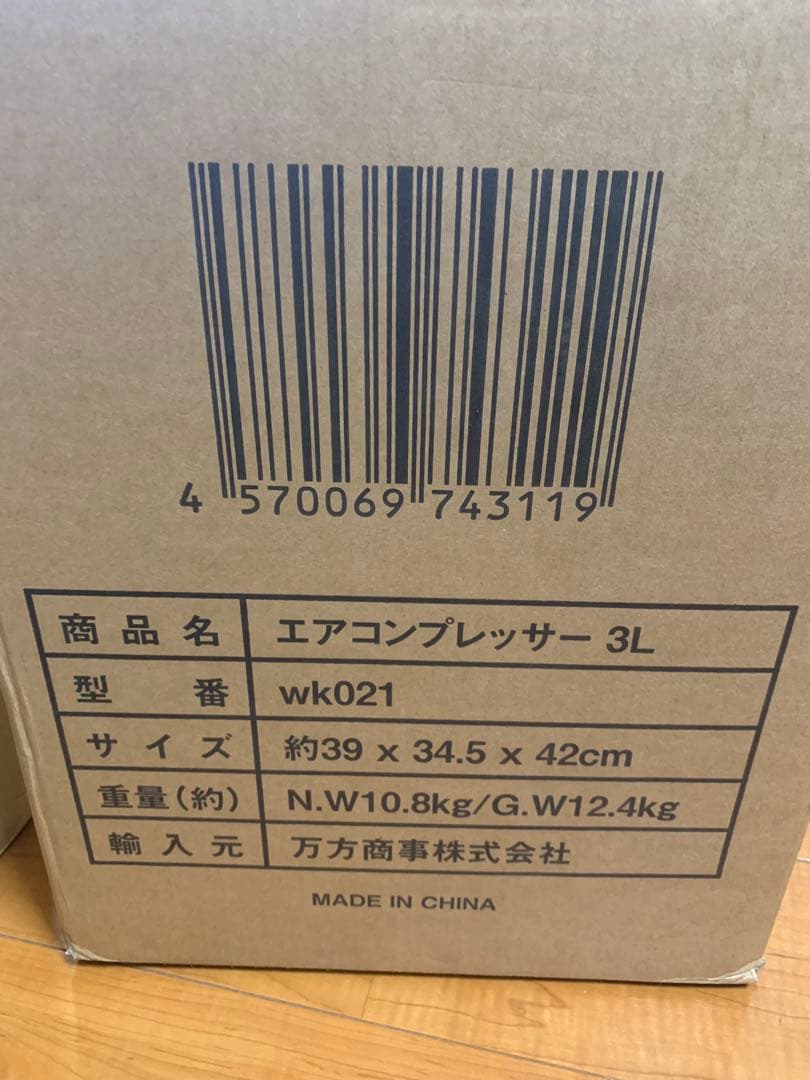 4 570069 743119
商品名 エアコンプレッサー 3L
型番 wk021
サイズ 約39 x 34.5 x 42cm
重量(約) N.W10.8kg/G.W12.4kg
輸入元 万方商事株式会社
MADE IN CHINA